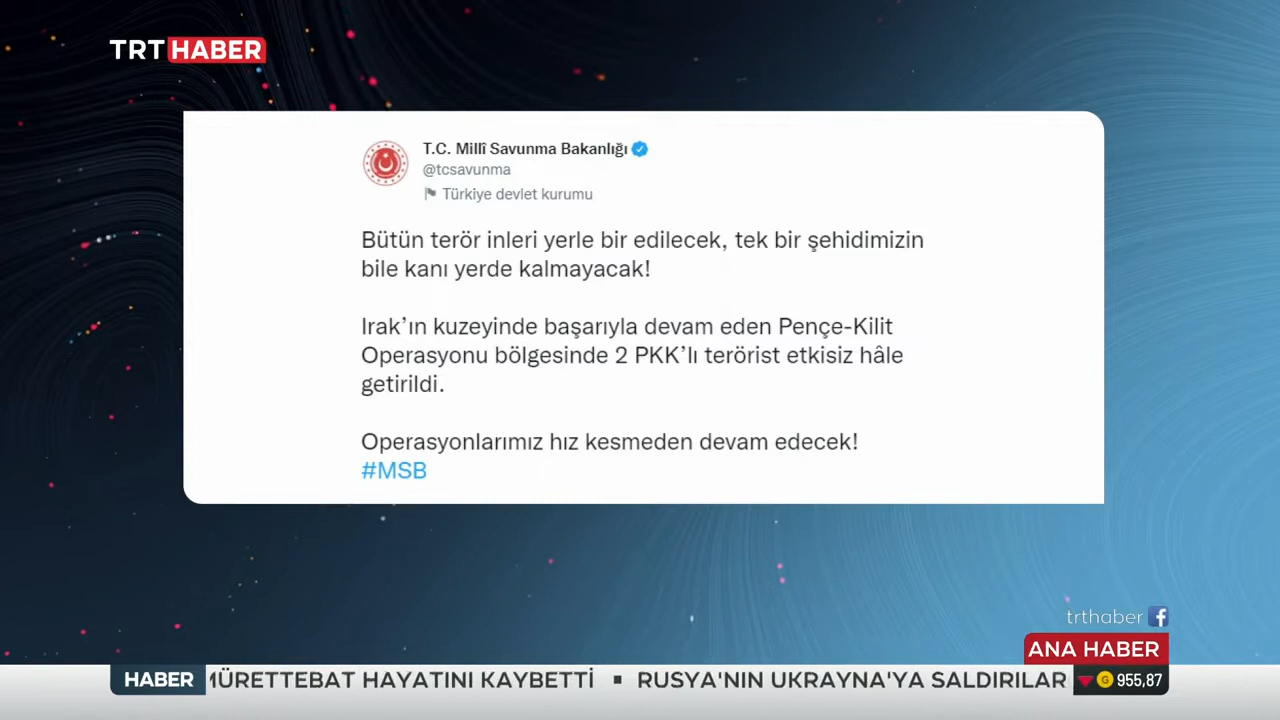 TRT HABER
T.C. Millî Savunma Bakanlığı
@tcsavunma
Türkiye devlet kurumu
Bütün terör inleri yerle bir edilecek, tek bir şehidimizin
bile kanı yerde kalmayacak!
Irak’ın kuzeyinde başarıyla devam eden Pençe-Kilit
Operasyonu bölgesinde 2 PKK’lı terörist etkisiz hâle
getirildi.
Operasyonlarımız hız kesmeden devam edecek!
#MSB
trthaber
ANA HABER
HABER MÜRETTEBAT HAYATINI KAYBETTİ ▪ RUSYA'NIN UKRAYNA'YA SALDIRILAR G 955,87